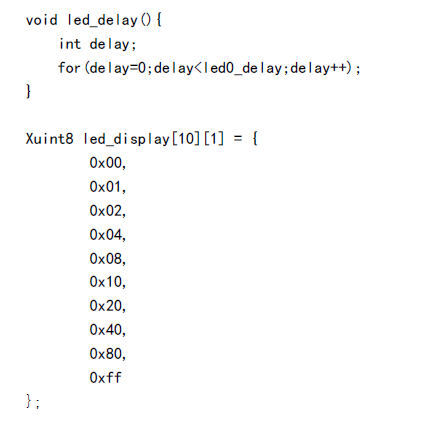 void led_delay(){
    int delay;
    for(delay=0;delay<led0_delay;delay++);
}

Xuint8 led_display[10][1] = {
        0x00,
        0x01,
        0x02,
        0x04,
        0x08,
        0x10,
        0x20,
        0x40,
        0x80,
        0xff
};